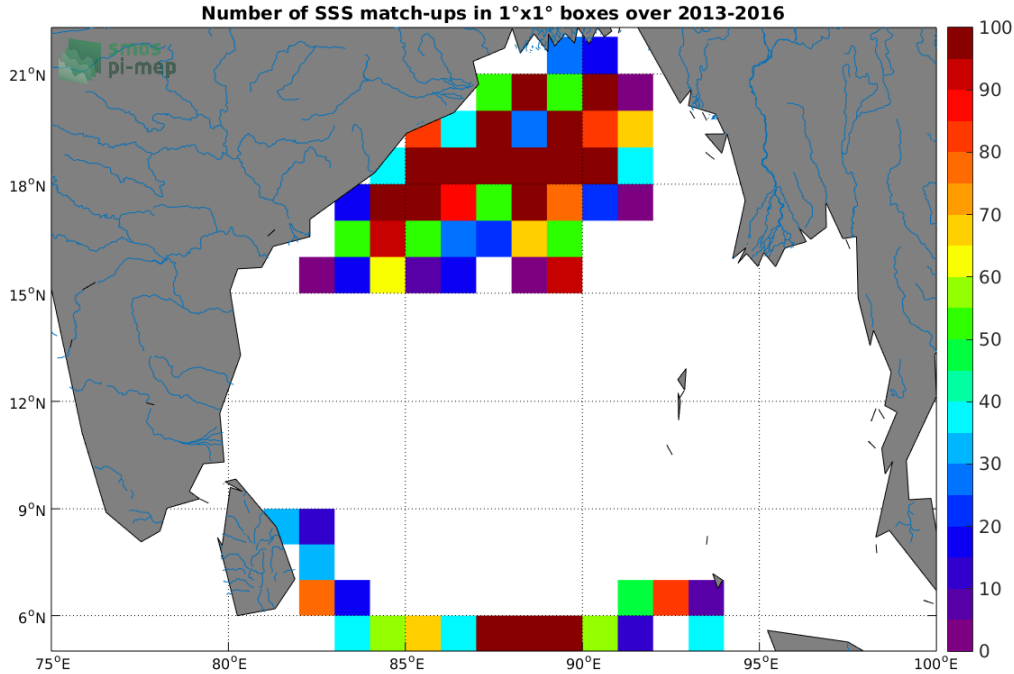 Number of SSS match-ups in 1°x1° boxes over 2013-2016
smos
pi-mep
21°N
18°N
15°N
12°N
9°N
6°N
75°E
80°E
85°E
90°E
95°E
100°E
100
90
80
70
60
50
40
30
20
10
0